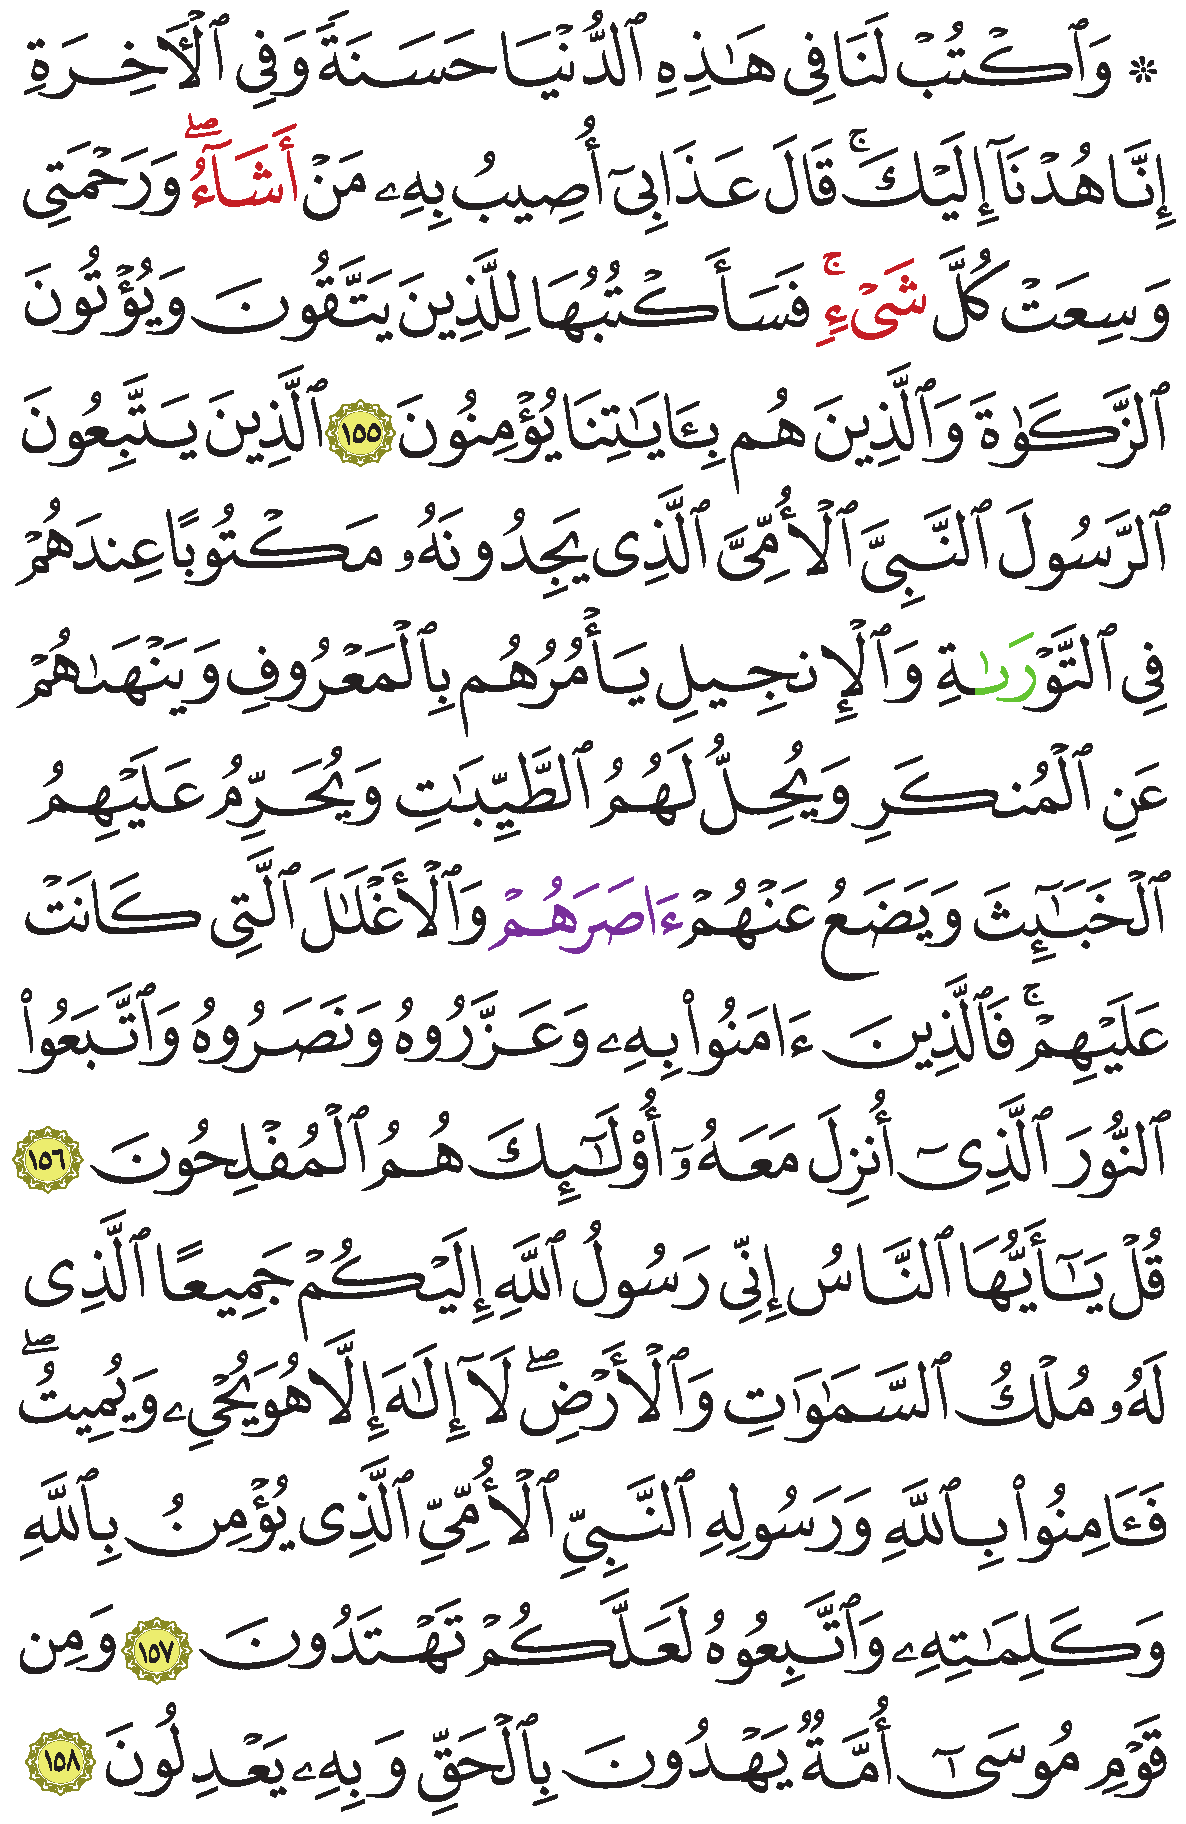 ۞ وَٱكْتُبْ لَنَا فِى هَـٰذِهِ ٱلدُّنْيَا حَسَنَةً وَفِى ٱلْأَخِرَةِ
إِنَّا هُدْنَآ إِلَيْكَ ۚ قَالَ عَذَابِىٓ أُصِيبُ بِهِۦ مَنْ أَشَآءُ ۖ وَرَحْمَتِى
وَسِعَتْ كُلَّ شَىْءٍ ۚ فَسَأَكْتُبُهَا لِلَّذِينَ يَتَّقُونَ وَيُؤْتُونَ
ٱلزَّكَوٰةَ وَٱلَّذِينَ هُم بِـَٔايَـٰتِنَا يُؤْمِنُونَ ١٥٥ ٱلَّذِينَ يَتَّبِعُونَ
ٱلرَّسُولَ ٱلنَّبِىَّ ٱلْأُمِّىَّ ٱلَّذِى يَجِدُونَهُۥ مَكْتُوبًا عِندَهُمْ
فِى ٱلتَّوْرَىٰةِ وَٱلْإِنجِيلِ يَأْمُرُهُم بِٱلْمَعْرُوفِ وَيَنْهَىٰهُمْ
عَنِ ٱلْمُنكَرِ وَيُحِلُّ لَهُمُ ٱلطَّيِّبَـٰتِ وَيُحَرِّمُ عَلَيْهِمُ
ٱلْخَبَـٰٓئِثَ وَيَضَعُ عَنْهُمْ ءَاصَرَهُمْ وَٱلْأَغْلَـٰلَ ٱلَّتِى كَانَتْ
عَلَيْهِمْ ۚ فَٱلَّذِينَ ءَامَنُوا۟ بِهِۦ وَعَزَّرُوهُ وَنَصَرُوهُ وَٱتَّبَعُوا۟
ٱلنُّورَ ٱلَّذِىٓ أُنزِلَ مَعَهُۥٓ أُو۟لَـٰٓئِكَ هُمُ ٱلْمُفْلِحُونَ ١٥٦
قُلْ يَـٰٓأَيُّهَا ٱلنَّاسُ إِنِّى رَسُولُ ٱللَّهِ إِلَيْكُمْ جَمِيعًا ٱلَّذِى
لَهُۥ مُلْكُ ٱلسَّمَـٰوَٰتِ وَٱلْأَرْضِ ۖ لَآ إِلَـٰهَ إِلَّا هُوَ يُحْىِۦ وَيُمِيتُ ۖ
فَـَٔامِنُوا۟ بِٱللَّهِ وَرَسُولِهِ ٱلنَّبِىِّ ٱلْأُمِّىِّ ٱلَّذِى يُؤْمِنُ بِٱللَّهِ
وَكَلِمَـٰتِهِۦ وَٱتَّبِعُوهُ لَعَلَّكُمْ تَهْتَدُونَ ١٥٧ وَمِن
قَوْمِ مُوسَىٰٓ أُمَّةٌ يَهْدُونَ بِٱلْحَقِّ وَبِهِۦ يَعْدِلُونَ ١٥٨